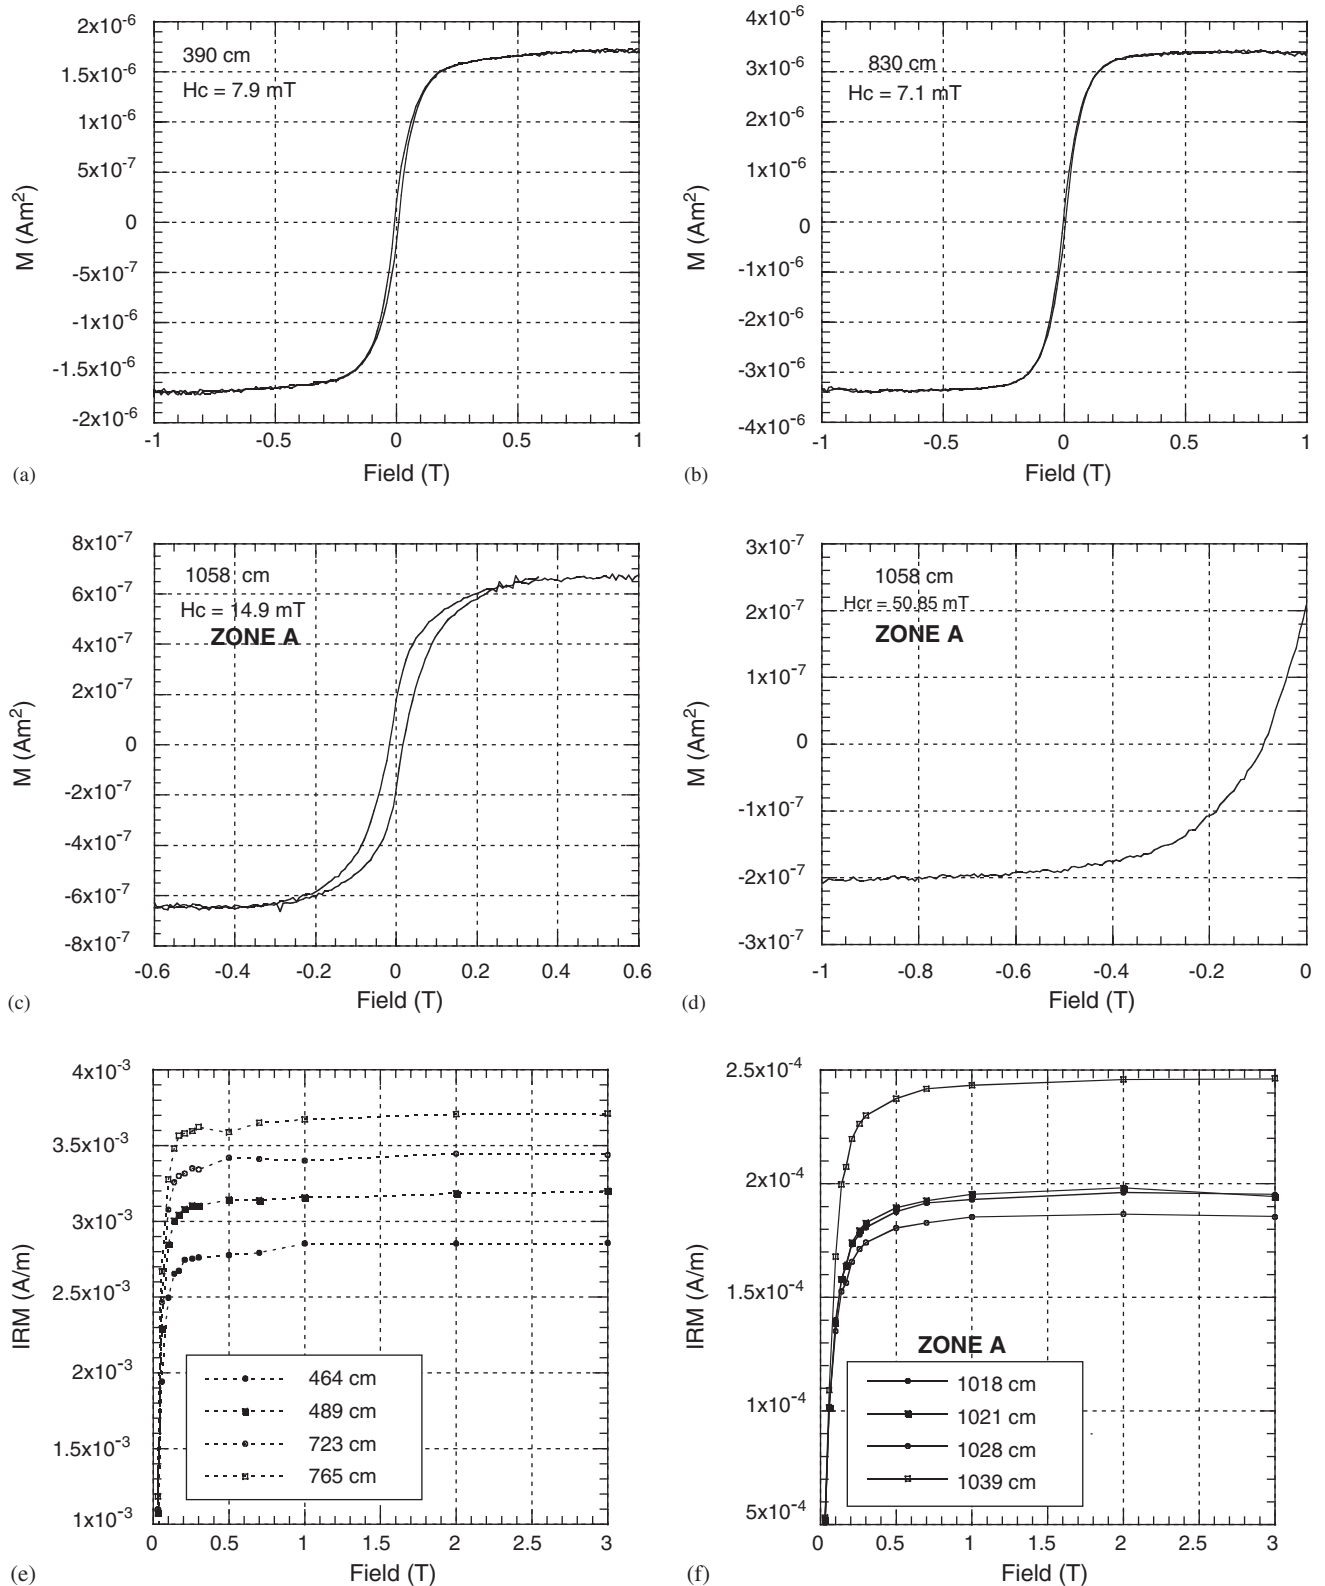 2x10-6
1.5x10-6
1x10-6
5x10-7
0
-5x10-7
-1x10-6
-1.5x10-6
-2x10-6
M (Am2)
390 cm
Hc = 7.9 mT
-1 -0.5 0 0.5 1
Field (T)
(a)
4x10-6
3x10-6
2x10-6
1x10-6
0
-1x10-6
-2x10-6
-3x10-6
-4x10-6
M (Am2)
830 cm
Hc = 7.1 mT
-1 -0.5 0 0.5 1
Field (T)
(b)
8x10-7
6x10-7
4x10-7
2x10-7
0
-2x10-7
-4x10-7
-6x10-7
-8x10-7
M (Am2)
1058 cm
Hc = 14.9 mT
ZONE A
-0.6 -0.4 -0.2 0 0.2 0.4 0.6
Field (T)
(c)
3x10-7
2x10-7
1x10-7
0
-1x10-7
-2x10-7
-3x10-7
M (Am2)
1058 cm
Hcr = 50.85 mT
ZONE A
-1 -0.8 -0.6 -0.4 -0.2 0
Field (T)
(d)
4x10-3
3.5x10-3
3x10-3
2.5x10-3
2x10-3
1.5x10-3
1x10-3
IRM (A/m)
464 cm
489 cm
723 cm
765 cm
0 0.5 1 1.5 2 2.5 3
Field (T)
(e)
2.5x10-4
2x10-4
1.5x10-4
1x10-4
5x10-4
IRM (A/m)
ZONE A
1018 cm
1021 cm
1028 cm
1039 cm
0 0.5 1 1.5 2 2.5 3
Field (T)
(f)